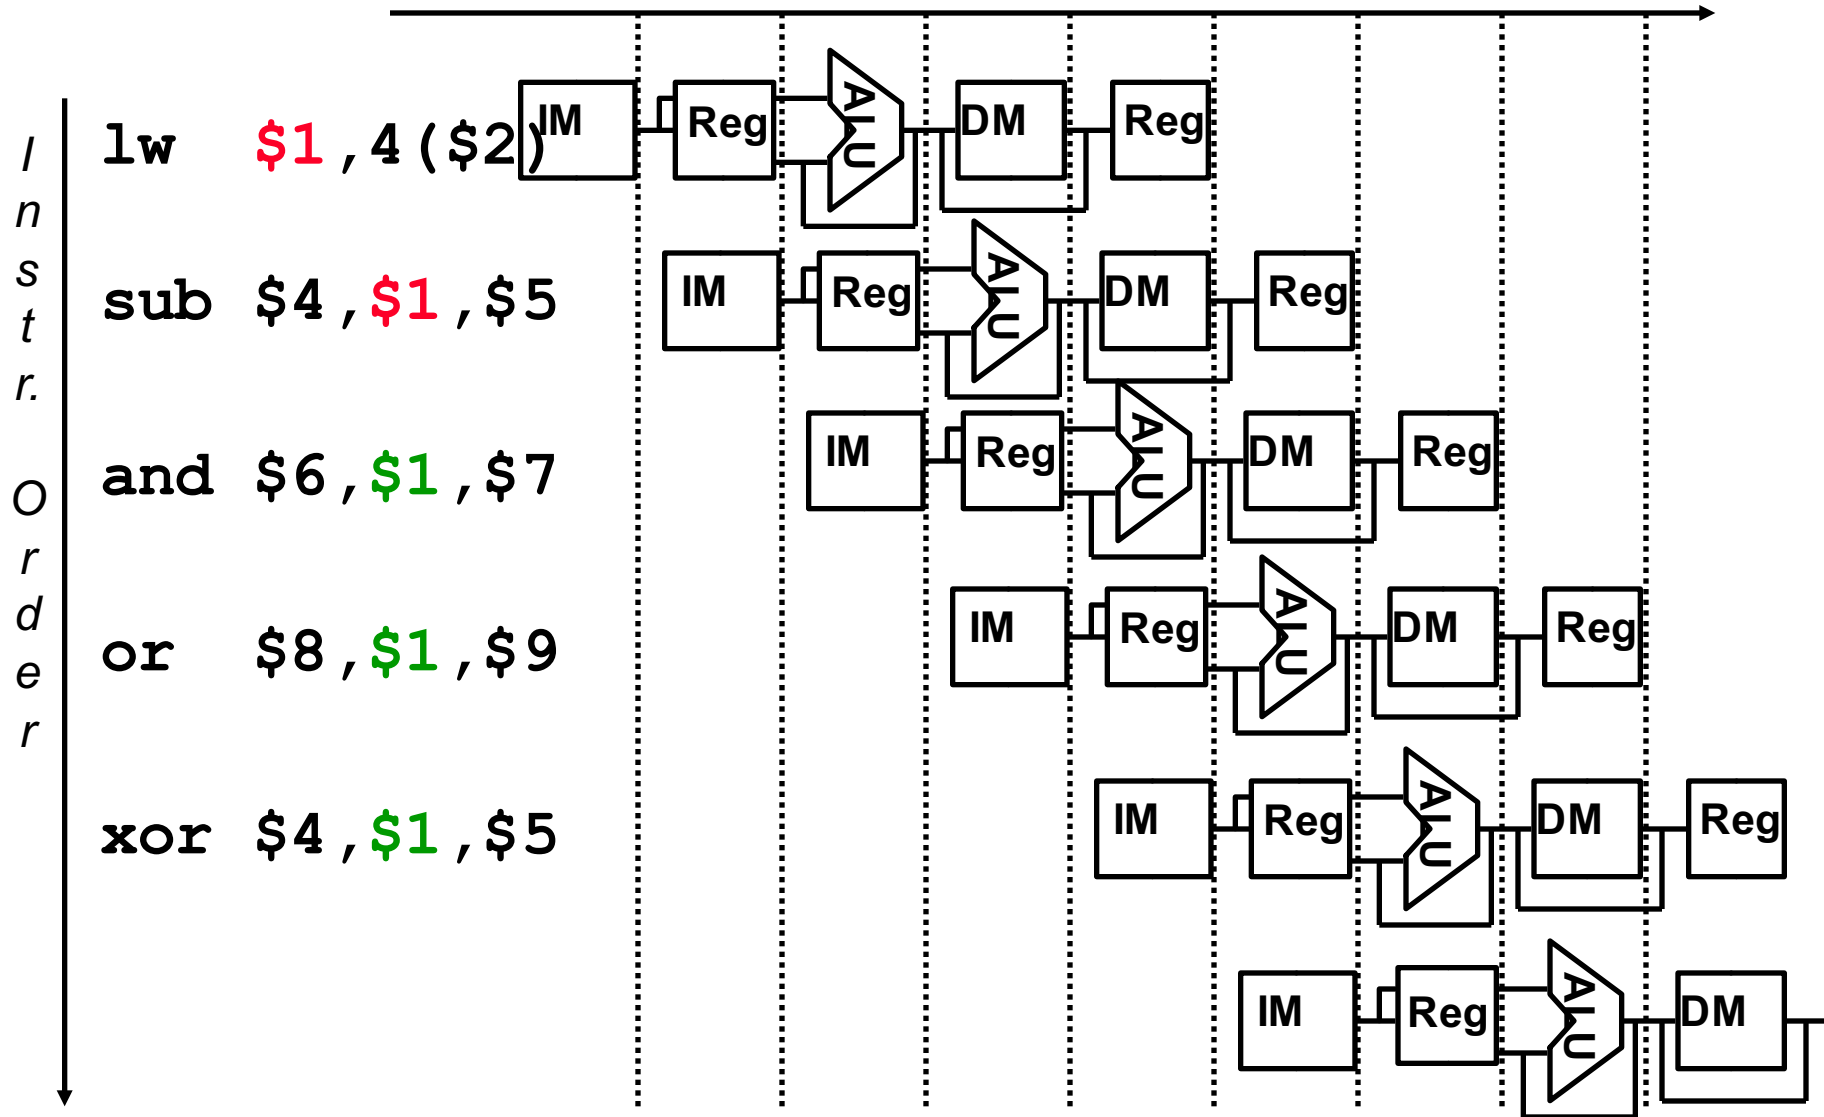 Instr. Order
lw $1,4($2) IM Reg ALU DM Reg
sub $4,$1,$5 IM Reg ALU DM Reg
and $6,$1,$7 IM Reg ALU DM Reg
or $8,$1,$9 IM Reg ALU DM Reg
xor $4,$1,$5 IM Reg ALU DM Reg
IM Reg ALU DM